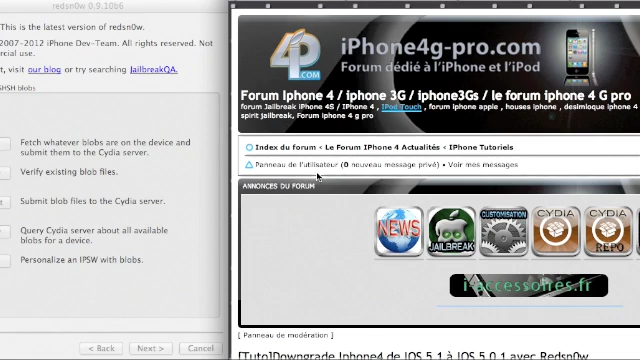 redsn0w 0.9.10b6
This is the latest version of redsn0w.
2007-2012 iPhone Dev-Team. All rights reserved. Not
rcial use.
t, visit our blog or try searching JailbreakQA.
SHSH blobs
Fetch whatever blobs are on the device and
submit them to the Cydia server.
Verify existing blob files.
Submit blob files to the Cydia server.
Query Cydia server about all available
blobs for a device.
Personalize an IPSW with blobs.
< Back
Next >
Cancel
4P
.COM
iPhone4g-pro.com
Forum dédié à l'iPhone et l'iPod
Forum Iphone 4 / iphone 3G / iphone3Gs / le forum iphone 4 G pro
forum Jailbreak iPhone 4S / IPhone 4 , IPod Touch , forum iphone apple , houses iphone , desimloque iphone 4
spirit jailbreak, Forum iphone 4 g pro
Index du forum ‹ Le Forum IPhone 4 Actualités ‹ IPhone Tutoriels
Panneau de l'utilisateur (0 nouveau message privé) • Voir mes messages
ANNONCES DU FORUM
NEWS
JAILBREAK
CUSTOMISATION
CYDIA
CYDIA
REPO
i-accessoires.fr
[ Panneau de modération ]
[Tuto]Downgrade Iphone4 de IOS 5.1 à IOS 5.0.1 avec Redsn0w